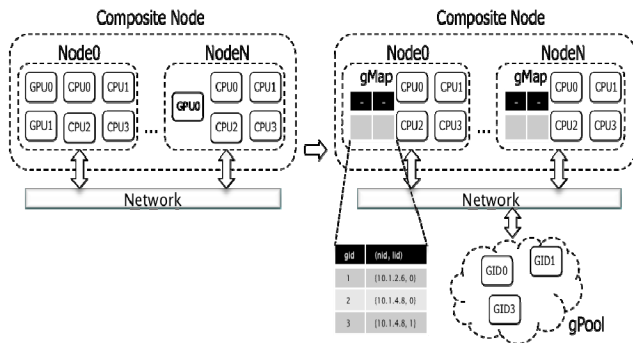 Composite Node
Node0
NodeN
GPU0 CPU0 CPU1
GPU1 CPU2 CPU3
...
GPU0
CPU0 CPU1
CPU2 CPU3
Network
Composite Node
Node0
NodeN
gMap
- -
CPU0 CPU1
CPU2 CPU3
...
gMap
- -
CPU0 CPU1
CPU2 CPU3
Network
gid (nid, lid)
1 (10.1.2.6, 0)
2 (10.1.4.8, 0)
3 (10.1.4.8, 1)
GID0
GID1
GID3
gPool